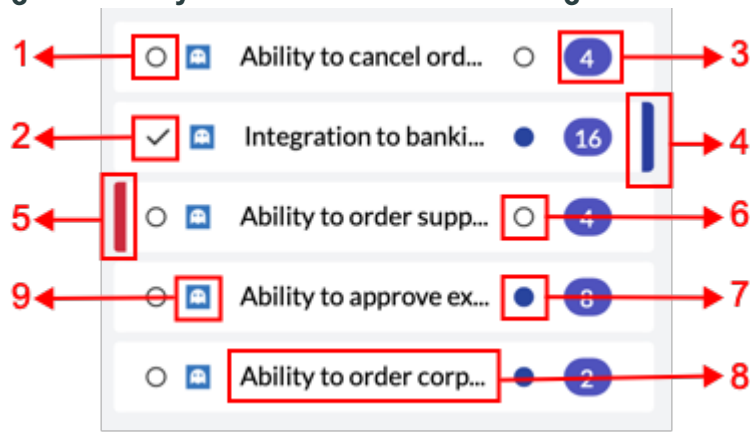 1 Ability to cancel ord... 4 3
2 Integration to banki... 16 4
5 Ability to order supp... 4 6
9 Ability to approve ex... 8 7
Ability to order corp... 2 8